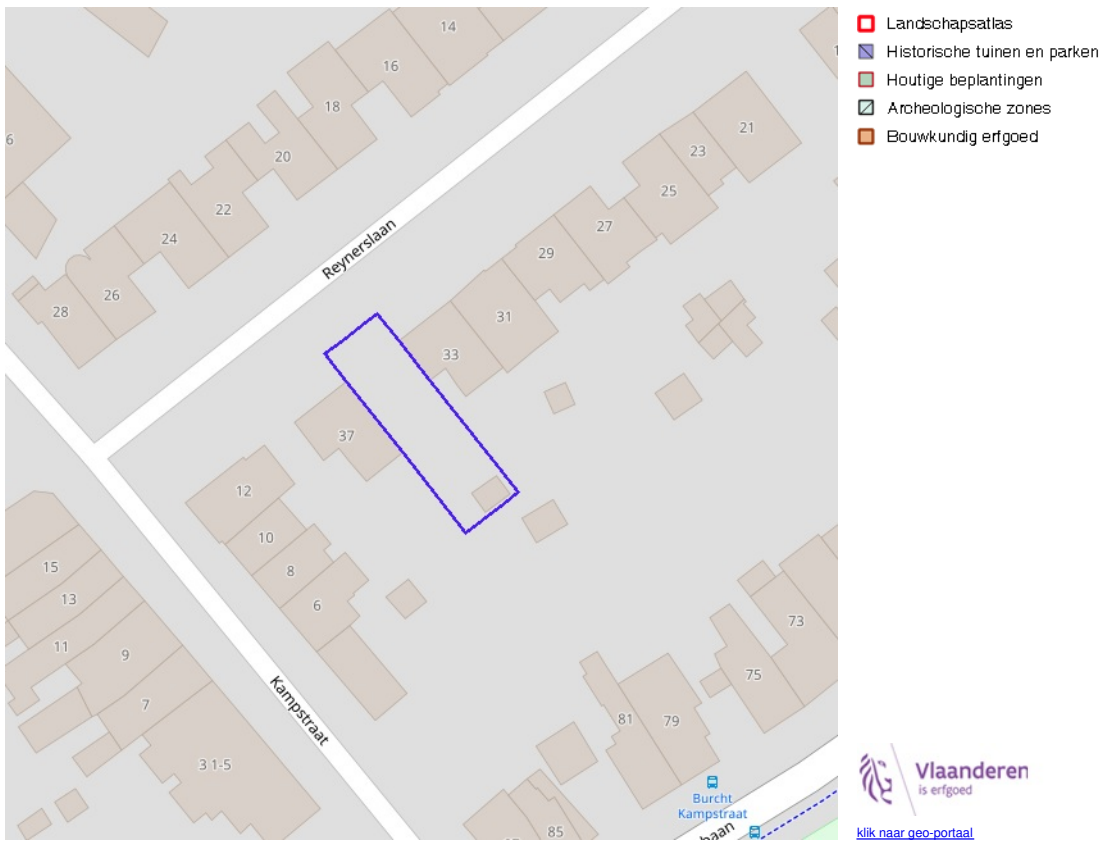 14
16
18
20
22
24
26
28
6
21
23
25
27
29
31
33
37
Reynerslaan
12
10
8
6
15
13
11
9
7
3 1-5
Kampstraat
73
75
79
81
85
Burcht
Kampstraat
baan
Landschapsatlas
Historische tuinen en parken
Houtige beplantingen
Archeologische zones
Bouwkundig erfgoed
Vlaanderen
is erfgoed
klik naar geo-portaal